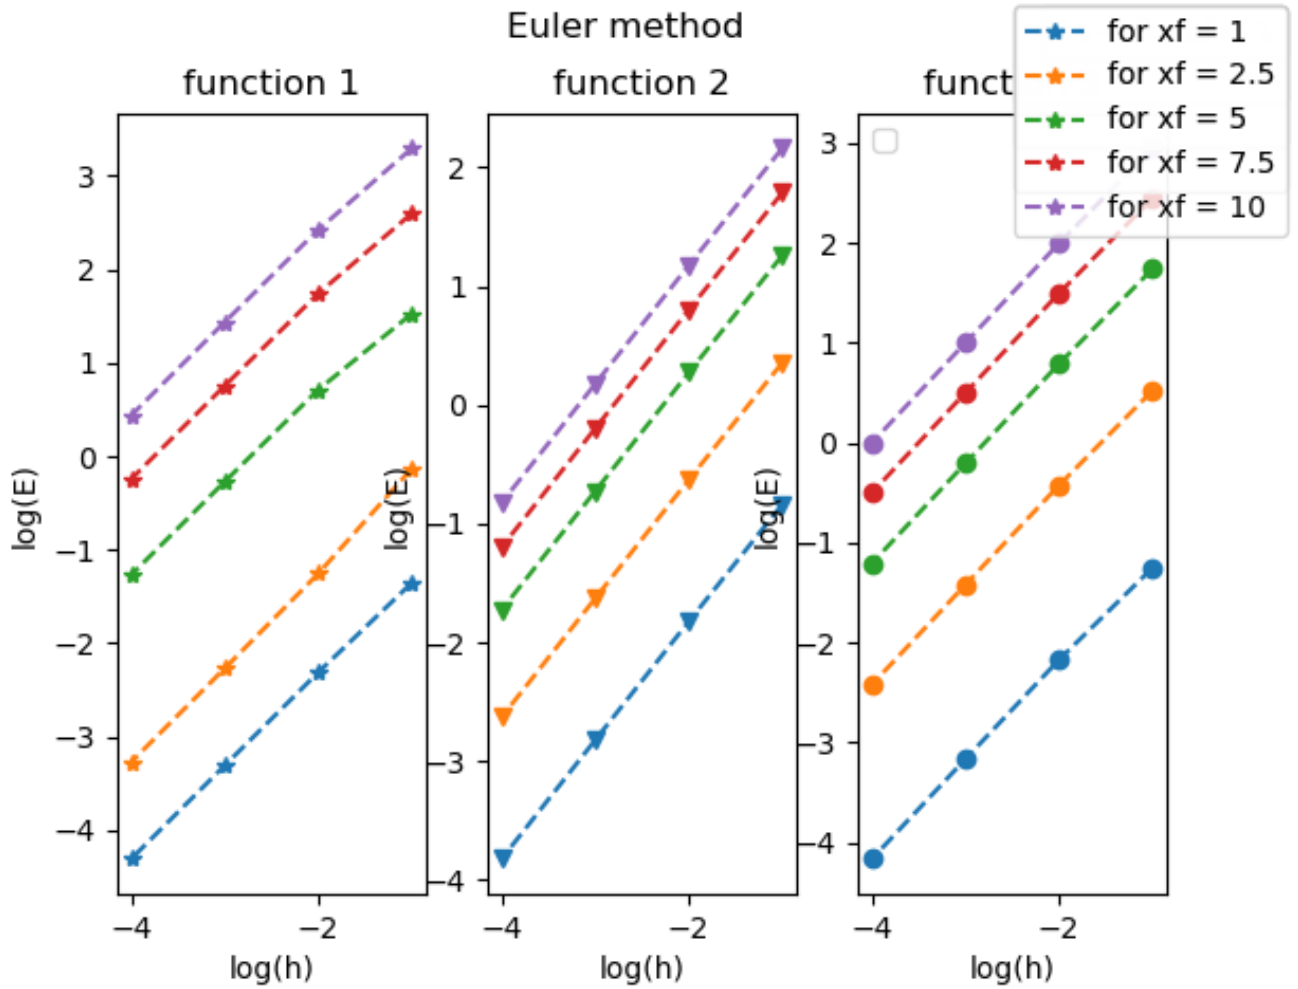 Euler method
function 1
function 2
funct
for xf = 1
for xf = 2.5
for xf = 5
for xf = 7.5
for xf = 10
log(E)
3
2
1
0
−1
−2
−3
−4
−4
−2
log(h)
log(E)
2
1
0
−1
−2
−3
−4
−4
−2
log(h)
log(E)
3
2
1
0
−1
−2
−3
−4
−4
−2
log(h)